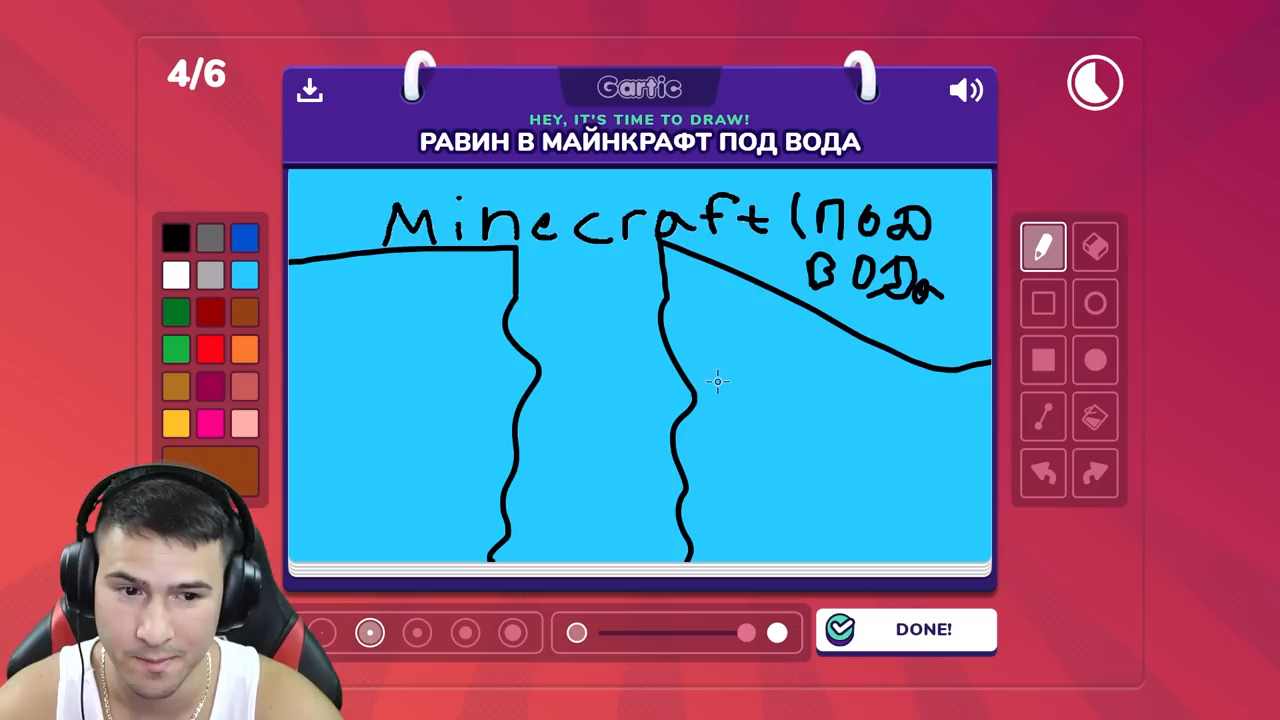 4/6
Gartic
HEY, IT'S TIME TO DRAW!
РАВИН В МАЙНКРАФТ ПОД ВОДА
Minecraft (ПОД
ВОДа
DONE!